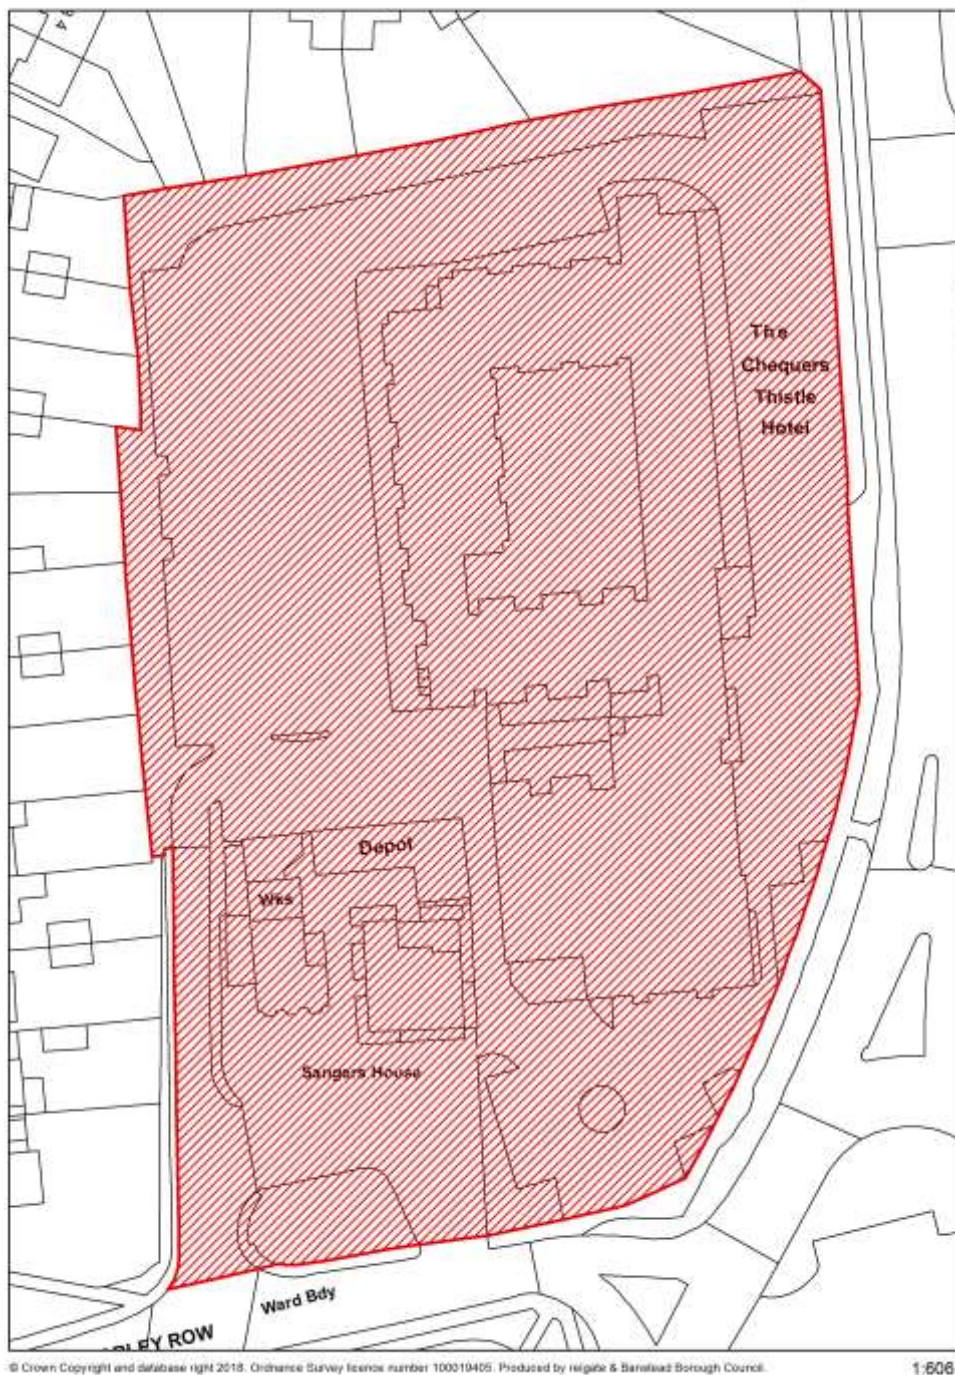 The
Chequers
Thistle
Hotel
Depot
Wks
Sangers House
Ward Bdy
ROW
© Crown Copyright and database right 2018. Ordnance Survey licence number 100019405. Produced by reigate & Banstead Borough Council.
1:606